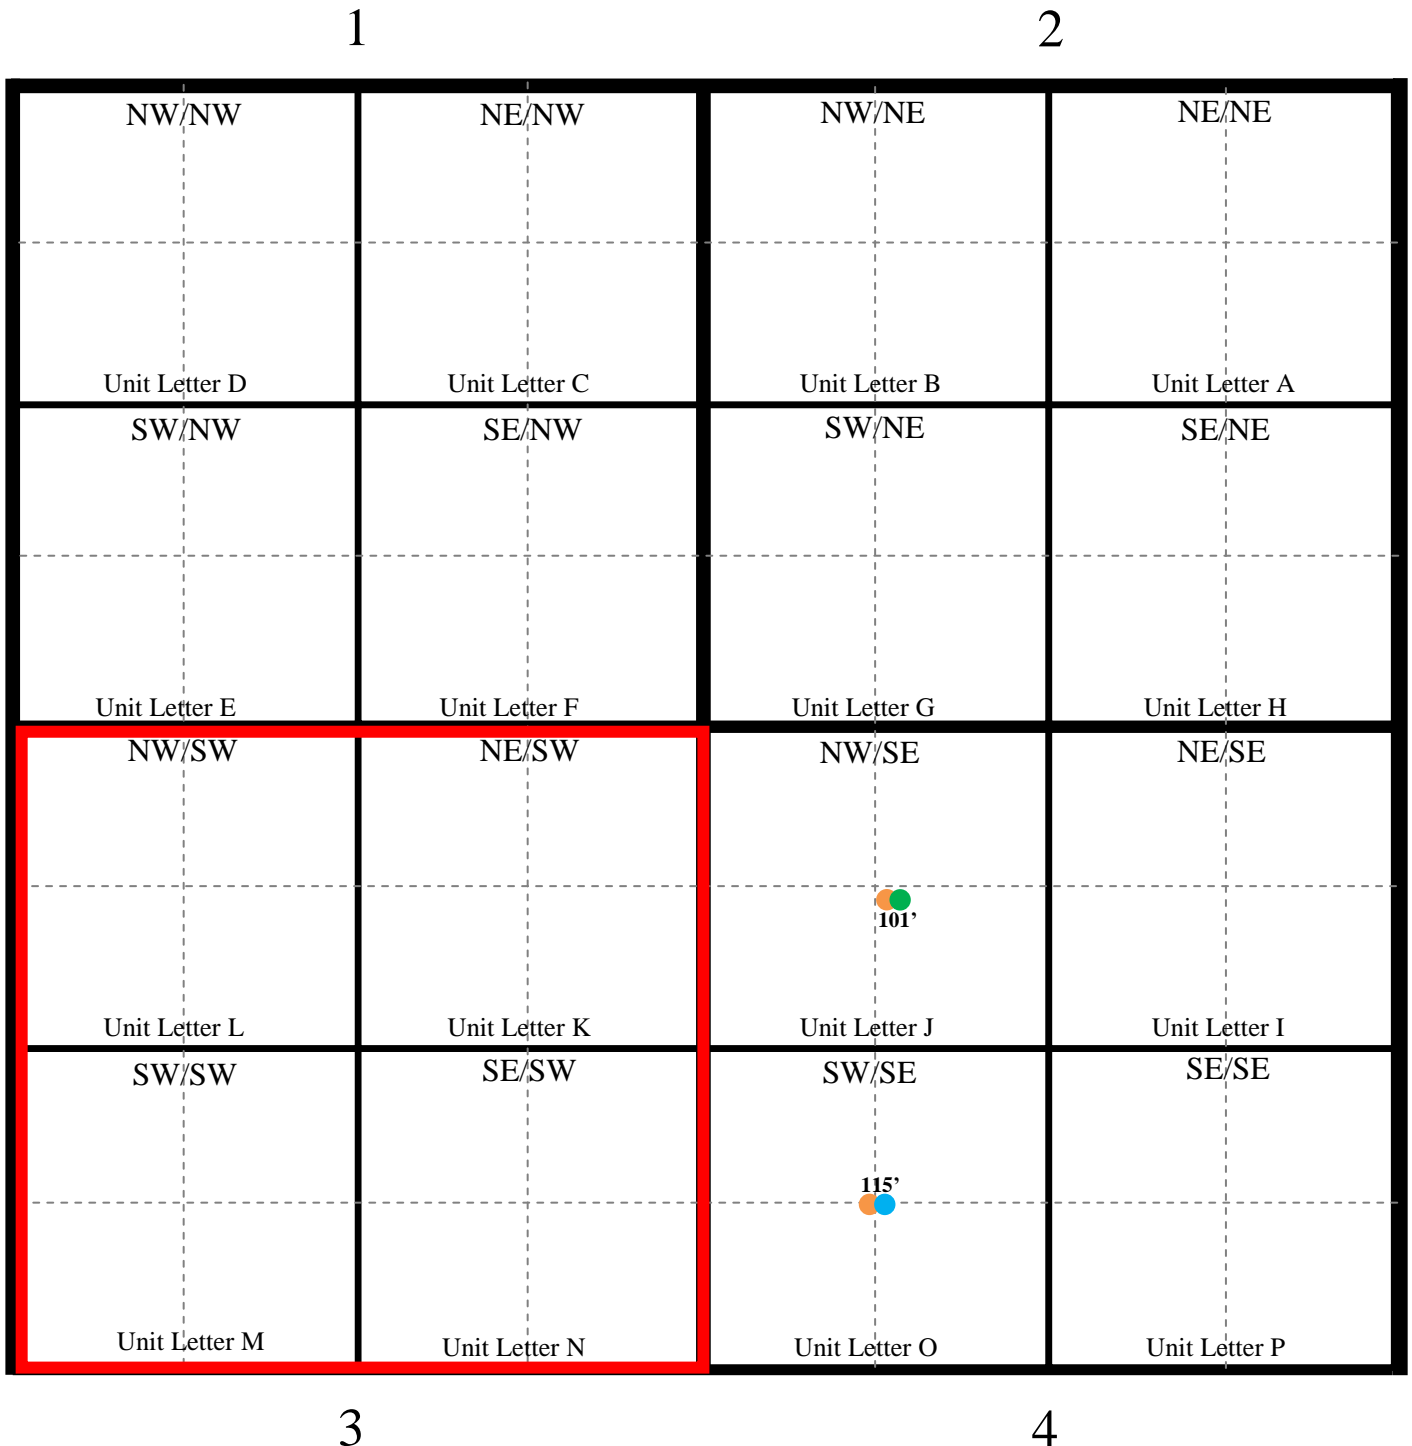 1 2
NW/NW NE/NW NW/NE NE/NE
Unit Letter D Unit Letter C Unit Letter B Unit Letter A
SW/NW SE/NW SW/NE SE/NE
Unit Letter E Unit Letter F Unit Letter G Unit Letter H
NW/SW NE/SW NW/SE NE/SE
101’
Unit Letter L Unit Letter K Unit Letter J Unit Letter I
SW/SW SE/SW SW/SE SE/SE
115’
Unit Letter M Unit Letter N Unit Letter O Unit Letter P
3 4